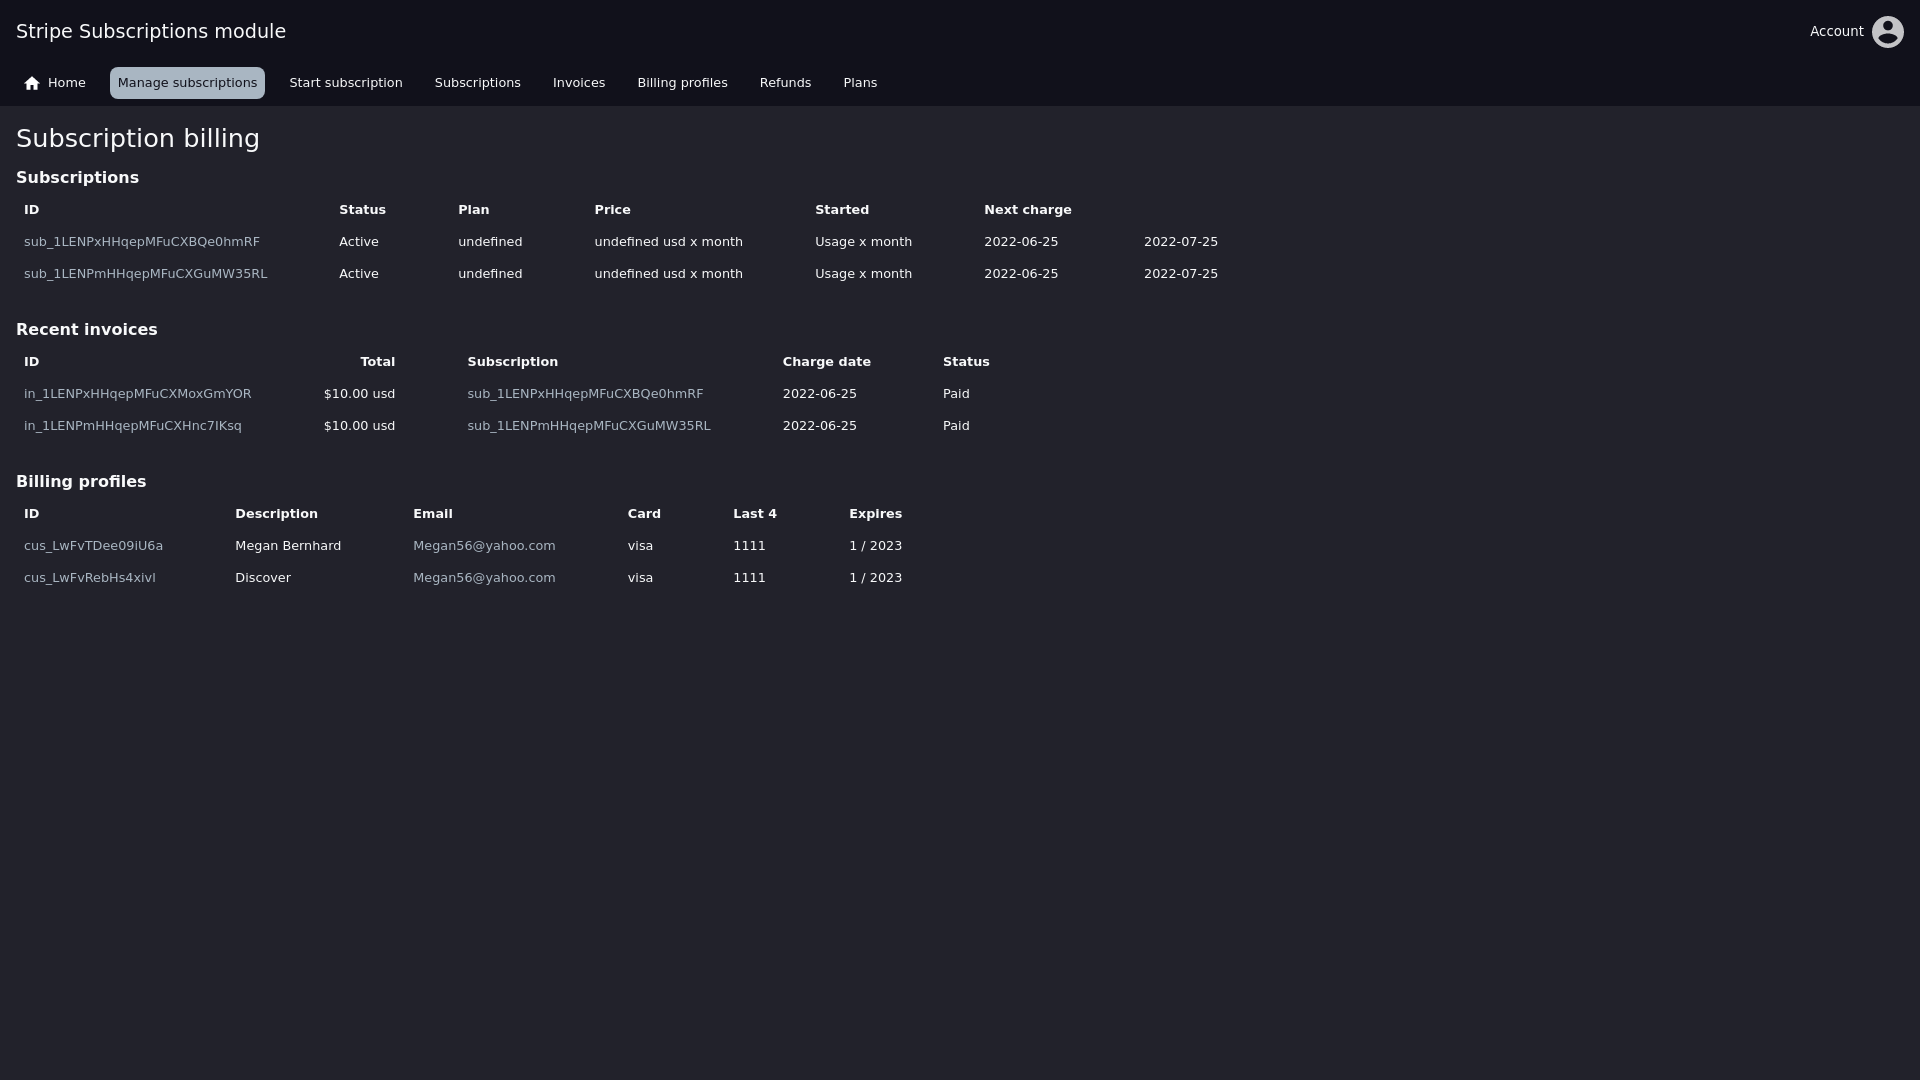 Stripe Subscriptions module
Account
Home Manage subscriptions Start subscription Subscriptions Invoices Billing profiles Refunds Plans
Subscription billing
Subscriptions
ID Status Plan Price Started Next charge
sub_1LENPxHHqepMFuCXBQe0hmRF Active undefined undefined usd x month Usage x month 2022-06-25 2022-07-25
sub_1LENPmHHqepMFuCXGuMW35RL Active undefined undefined usd x month Usage x month 2022-06-25 2022-07-25
Recent invoices
ID Total Subscription Charge date Status
in_1LENPxHHqepMFuCXMoxGmYOR $10.00 usd sub_1LENPxHHqepMFuCXBQe0hmRF 2022-06-25 Paid
in_1LENPmHHqepMFuCXHnc7IKsq $10.00 usd sub_1LENPmHHqepMFuCXGuMW35RL 2022-06-25 Paid
Billing profiles
ID Description Email Card Last 4 Expires
cus_LwFvTDee09iU6a Megan Bernhard Megan56@yahoo.com visa 1111 1 / 2023
cus_LwFvRebHs4xivI Discover Megan56@yahoo.com visa 1111 1 / 2023